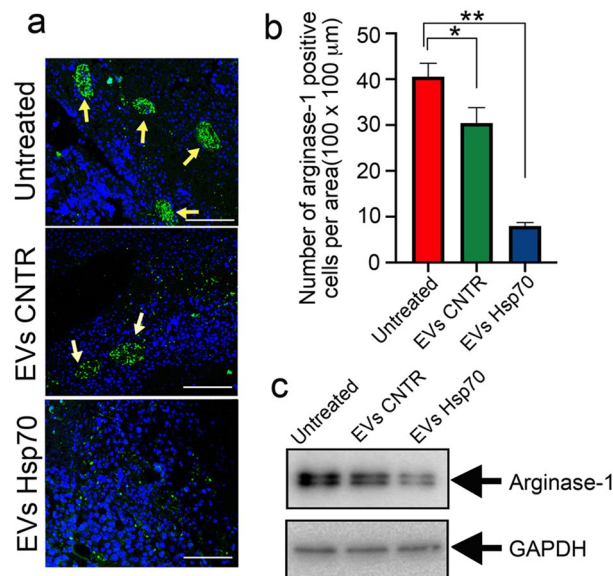 a
Untreated
EVs CNTR
EVs Hsp70
b
Number of arginase-1 positive
cells per area(100 x 100 µm)
50
40
30
20
10
0
**
*
Untreated
EVs CNTR
EVs Hsp70
c
Untreated
EVs CNTR
EVs Hsp70
Arginase-1
GAPDH